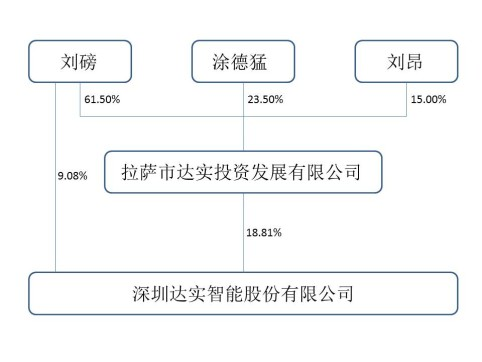 刘磅
涂德猛
刘昂
61.50%
23.50%
15.00%
拉萨市达实投资发展有限公司
9.08%
18.81%
深圳达实智能股份有限公司